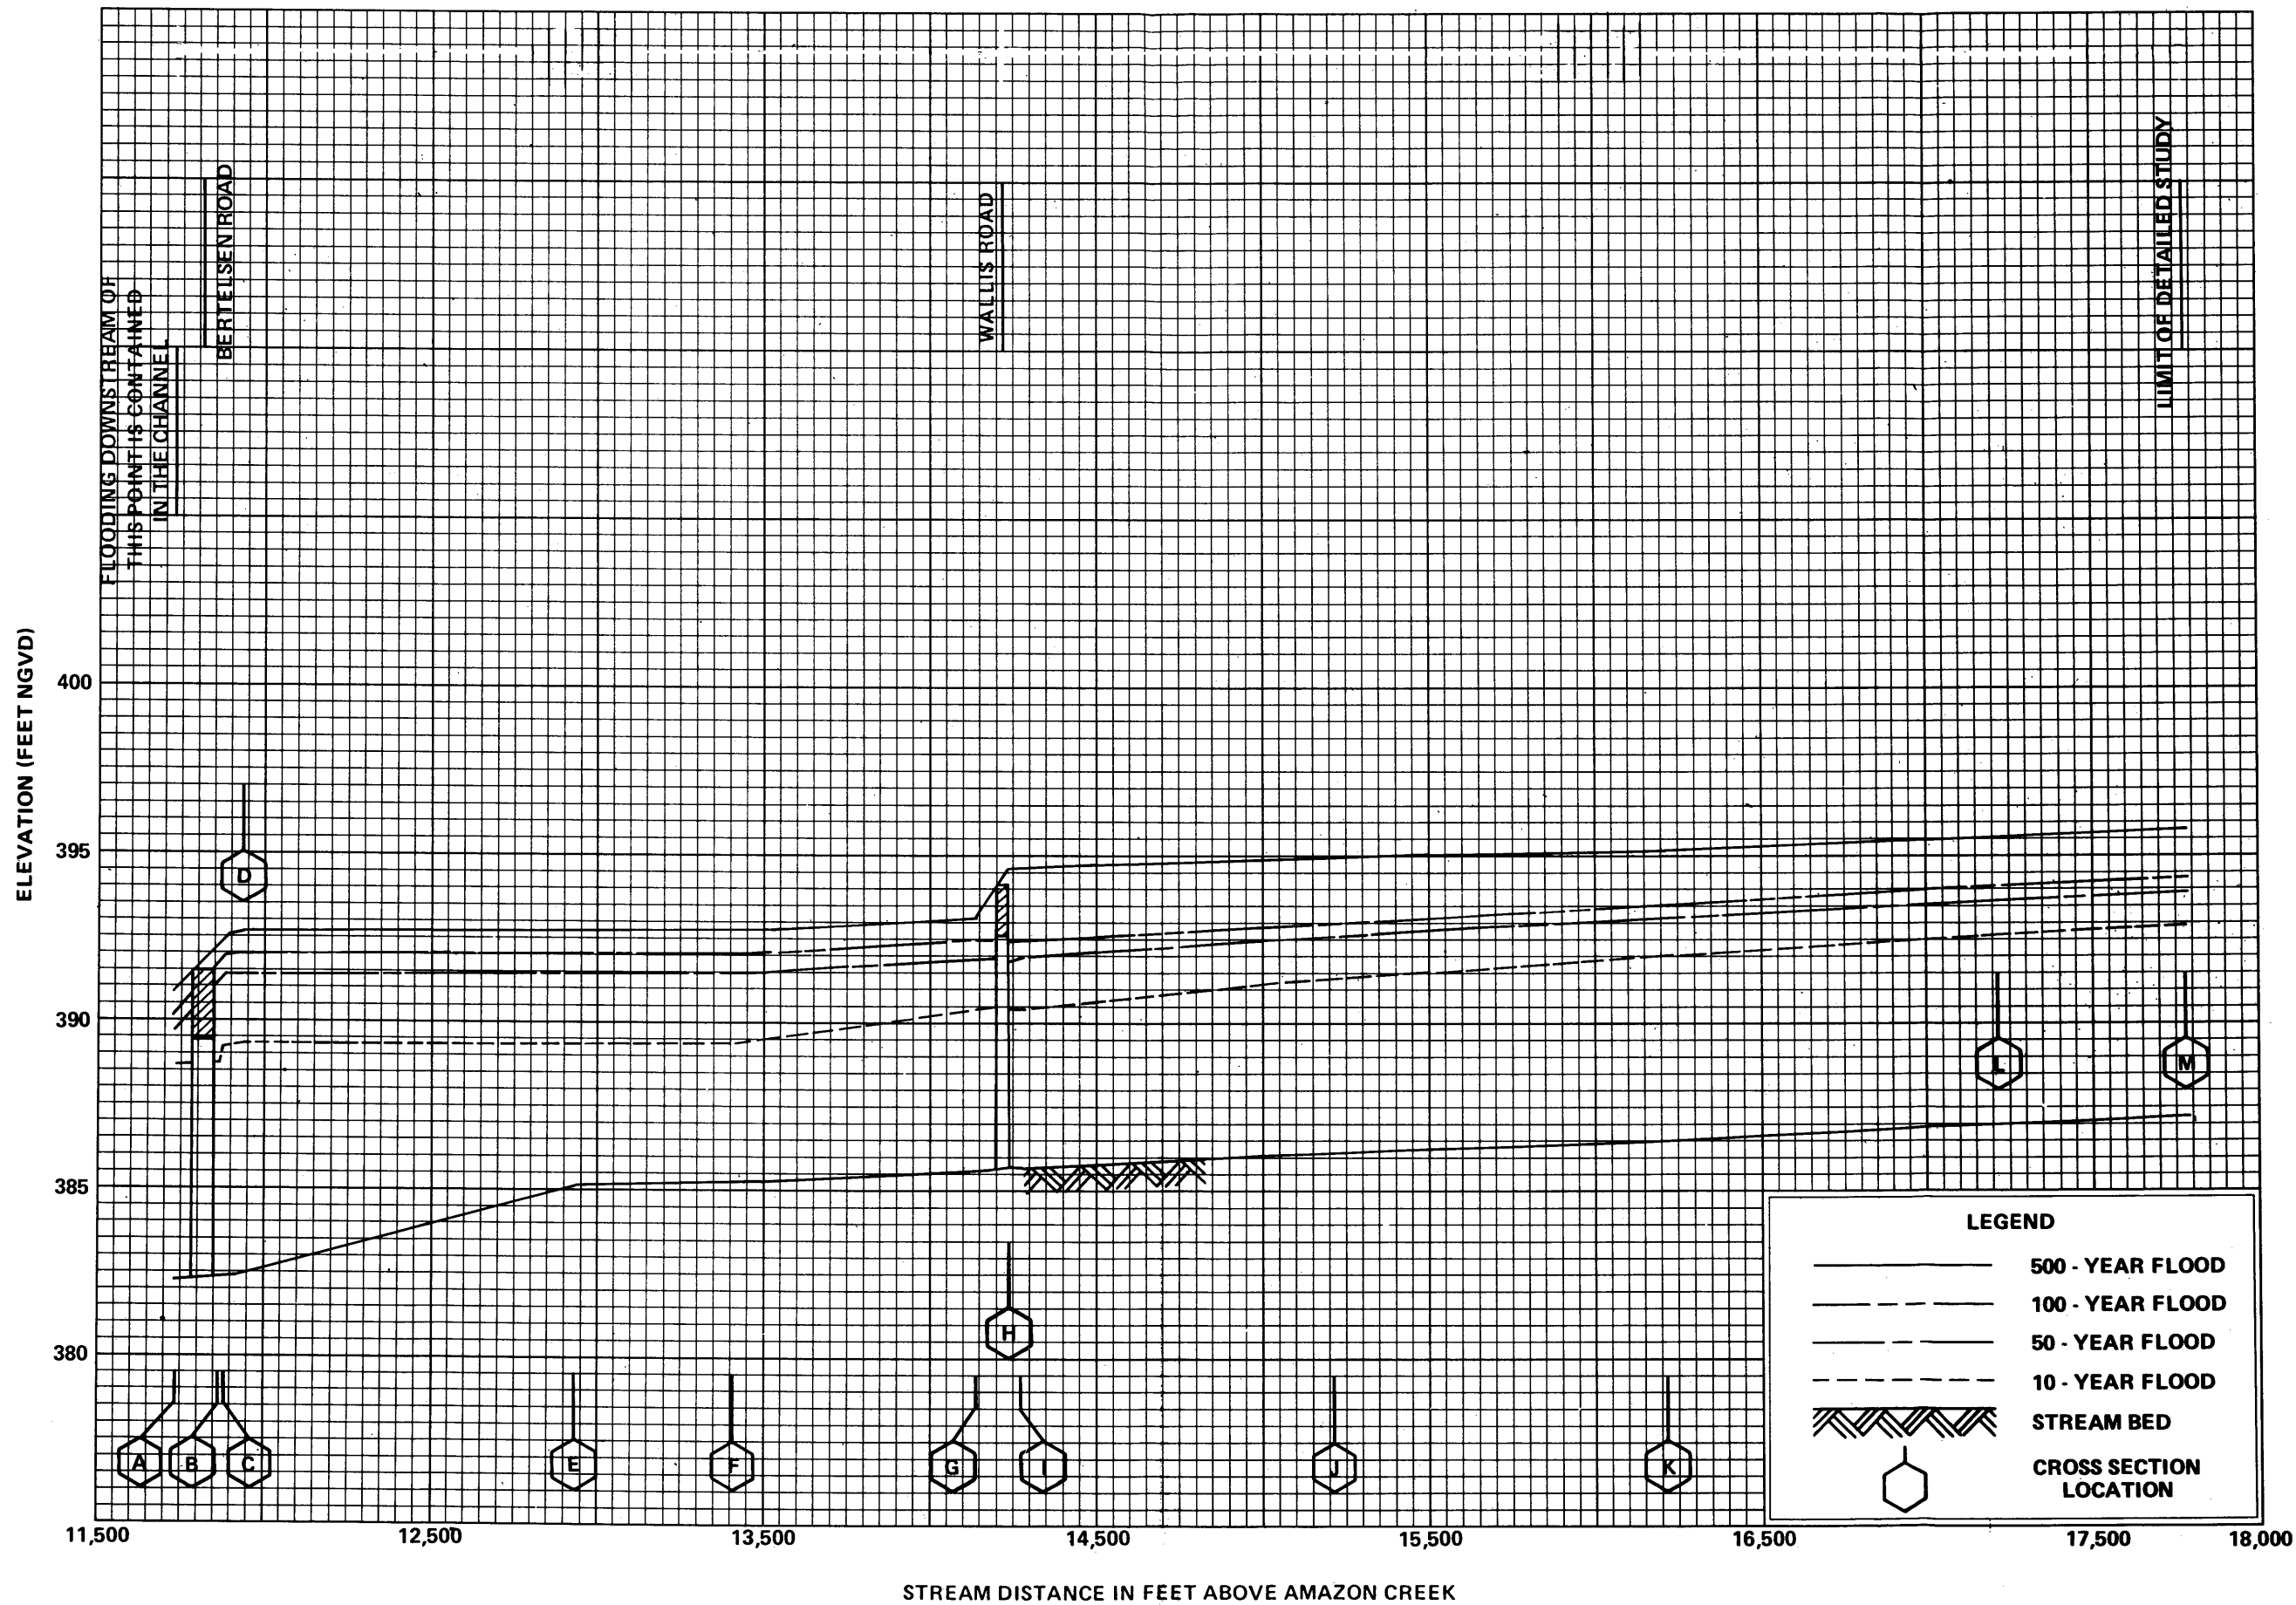 FLOODING DOWNSTREAM OF
THIS POINT IS CONTAINED
IN THE CHANNEL
BERTELSEN ROAD
WALLIS ROAD
LIMIT OF DETAILED STUDY
ELEVATION (FEET NGVD)
400
395
390
385
380
D
L
M
H
A
B
C
E
F
G
I
J
K
LEGEND
500 - YEAR FLOOD
100 - YEAR FLOOD
50 - YEAR FLOOD
10 - YEAR FLOOD
STREAM BED
CROSS SECTION
LOCATION
11,500
12,500
13,500
14,500
15,500
16,500
17,500
18,000
STREAM DISTANCE IN FEET ABOVE AMAZON CREEK